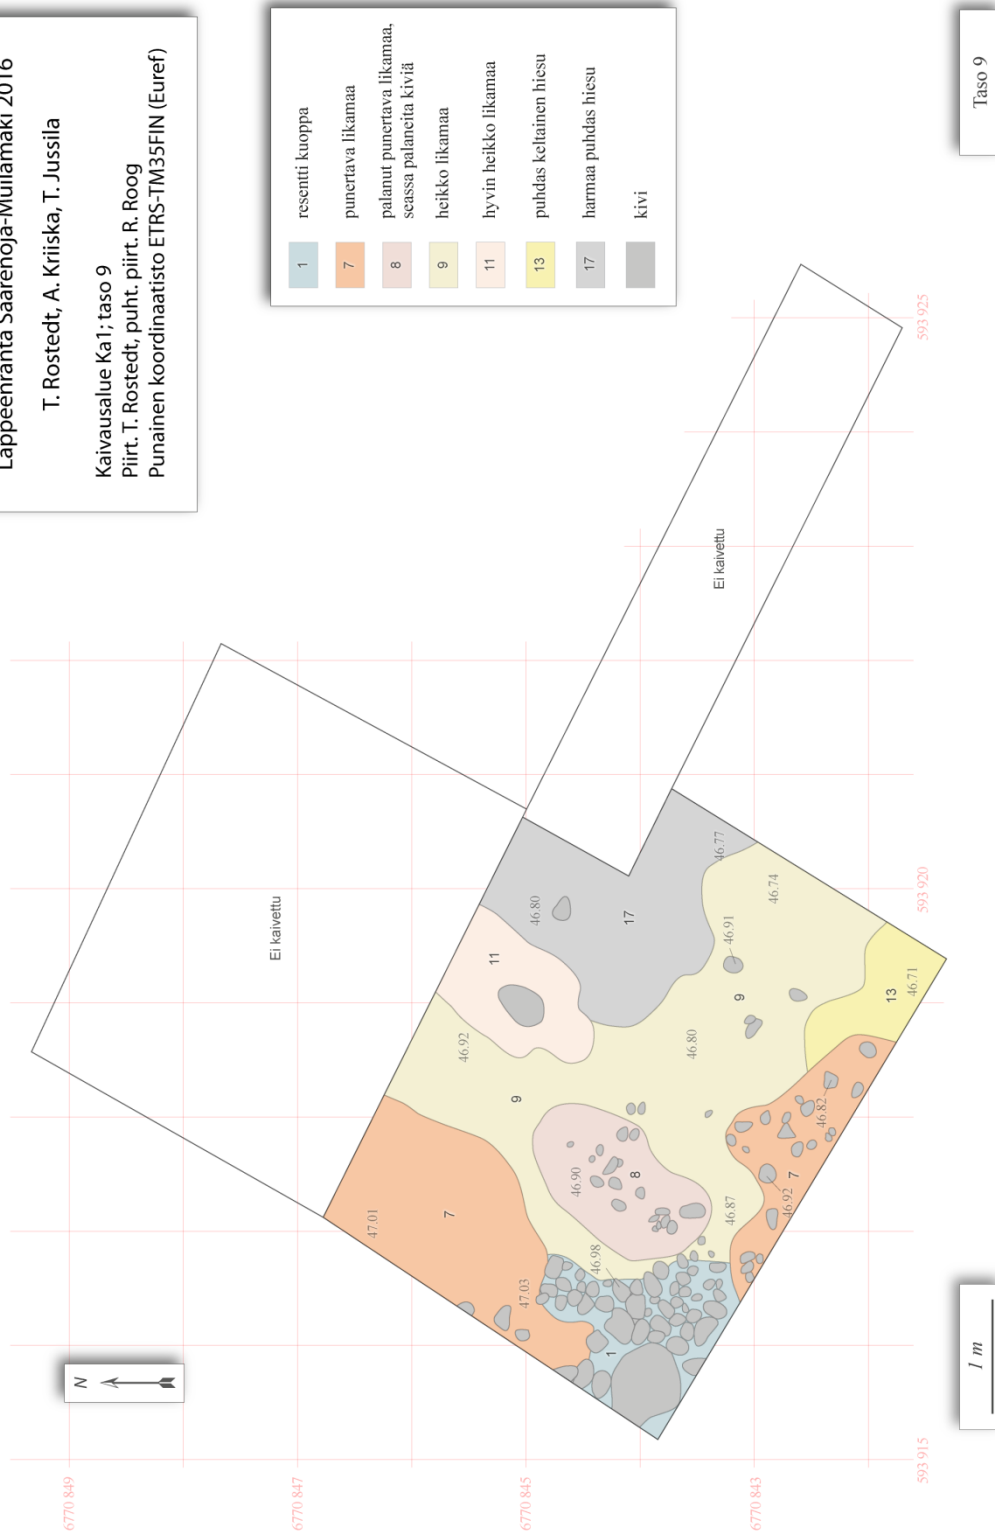 Lappeenranta Saarenoja-Muilamäki 2016
T. Rostedt, A. Kriiska, T. Jussila
Kaivausalue Ka1; taso 9
Piirt. T. Rostedt, puht. piirt. R. Roog
Punainen koordinaatisto ETRS-TM35FIN (Euref)
1 resentti kuoppa
7 punertava likamaa
8 palanut punertava likamaa,
seassa palaneita kiviä
9 heikko likamaa
11 hyvin heikko likamaa
13 puhdas keltainen hiesu
17 harmaa puhdas hiesu
kivi
Taso 9
N
1 m
6770 849
6770 847
6770 845
6770 843
593 915
593 920
593 925
Ei kaivettu
Ei kaivettu
47.01
7
47.03
46.92
9
11
46.80
17
46.77
46.74
46.91
9
46.80
13
46.71
46.90
8
46.98
46.87
1
46.82
7
46.92